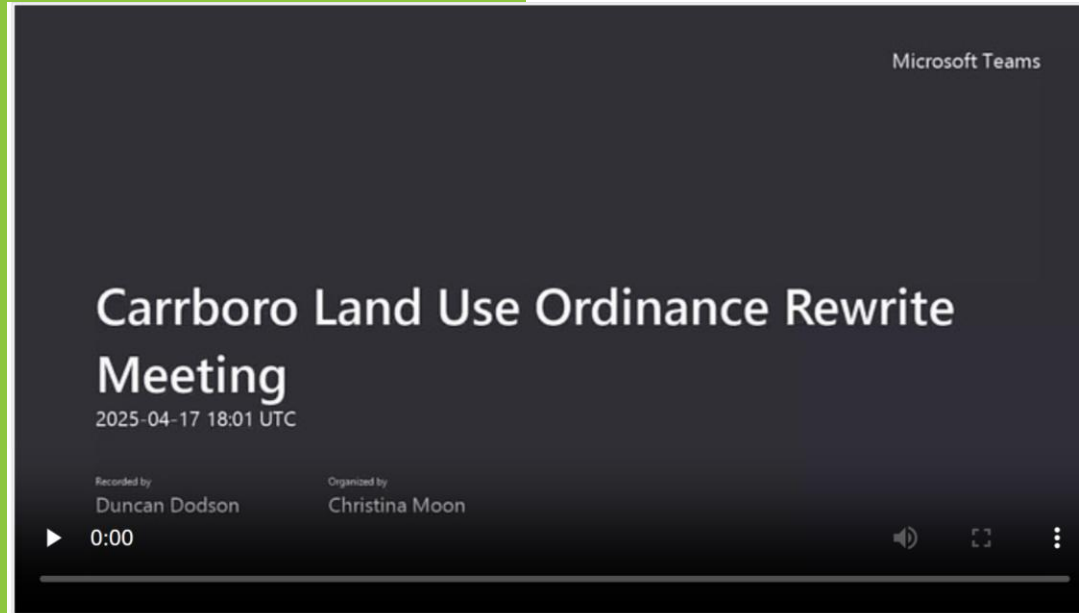 Microsoft Teams
Carrboro Land Use Ordinance Rewrite
Meeting
2025-04-17 18:01 UTC
Recorded by
Duncan Dodson
Organized by
Christina Moon
0:00